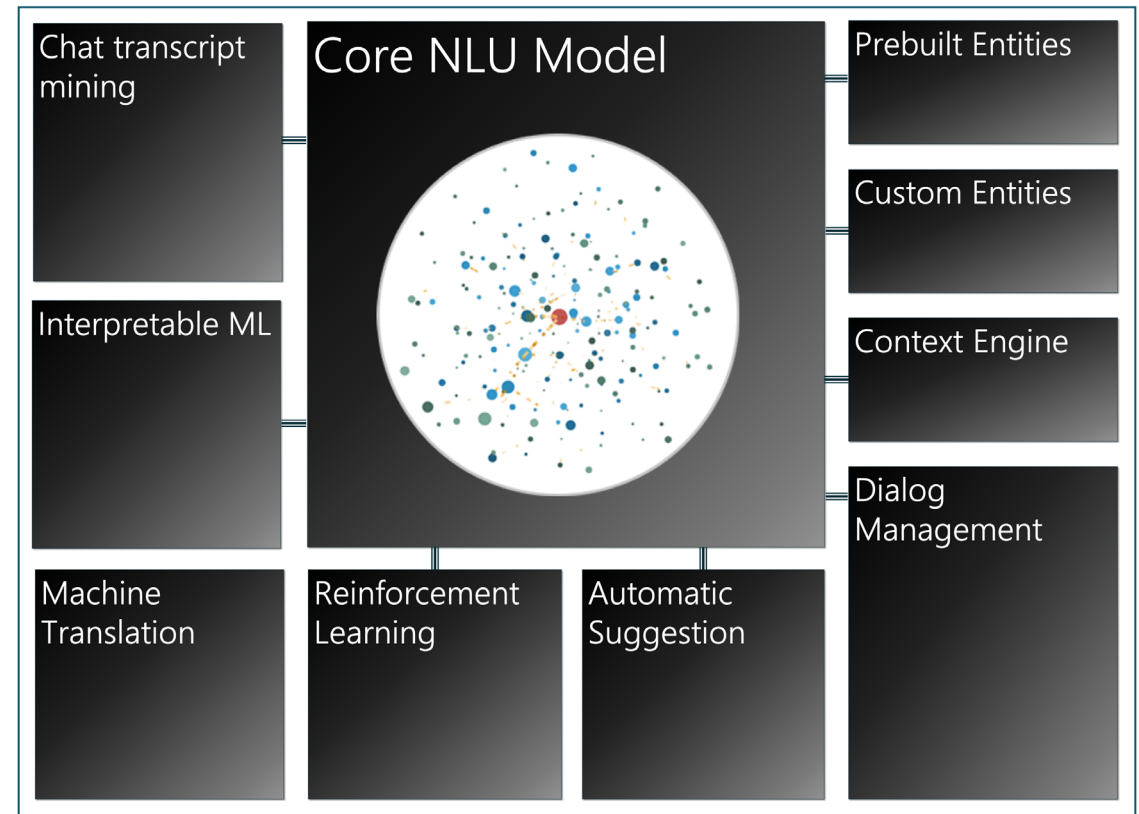 Chat transcript
mining
Core NLU Model
Prebuilt Entities
Custom Entities
Interpretable ML
Context Engine
Dialog
Management
Machine
Translation
Reinforcement
Learning
Automatic
Suggestion